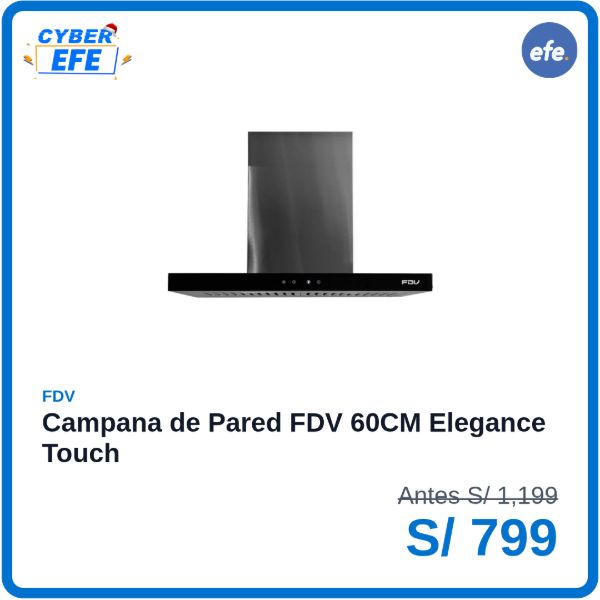 CYBER
EFE
efe.
FDV
FDV
Campana de Pared FDV 60CM Elegance
Touch
Antes S/ 1,199
S/ 799